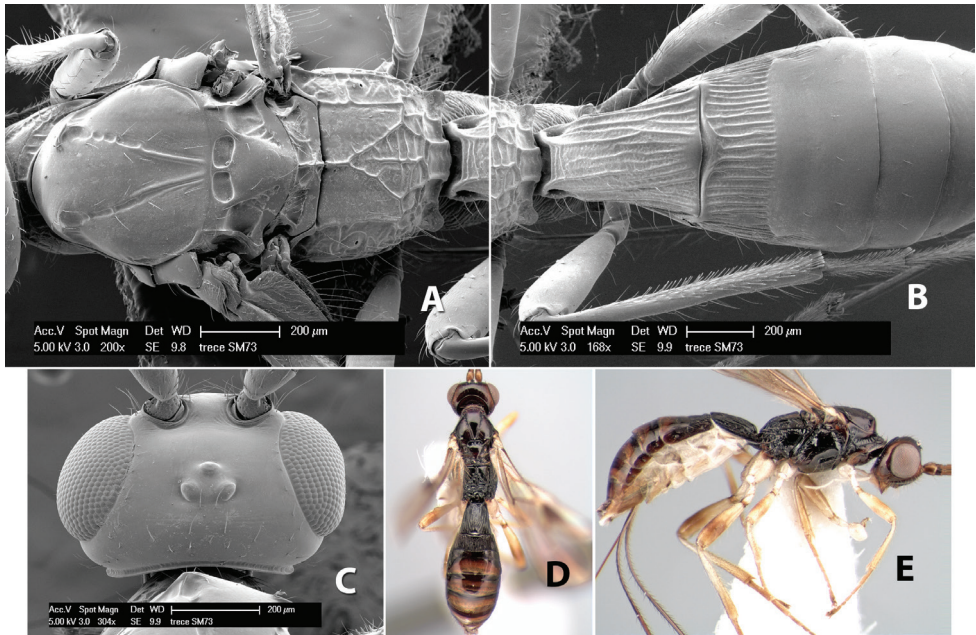 A
Acc.V Spot Magn Det WD 200 µm
5.00 kV 3.0 200x SE 9.8 trece SM73
B
Acc.V Spot Magn Det WD 200 µm
5.00 kV 3.0 168x SE 9.9 trece SM73
C
Acc.V Spot Magn Det WD 200 µm
5.00 kV 3.0 304x SE 9.9 trece SM73
D
E